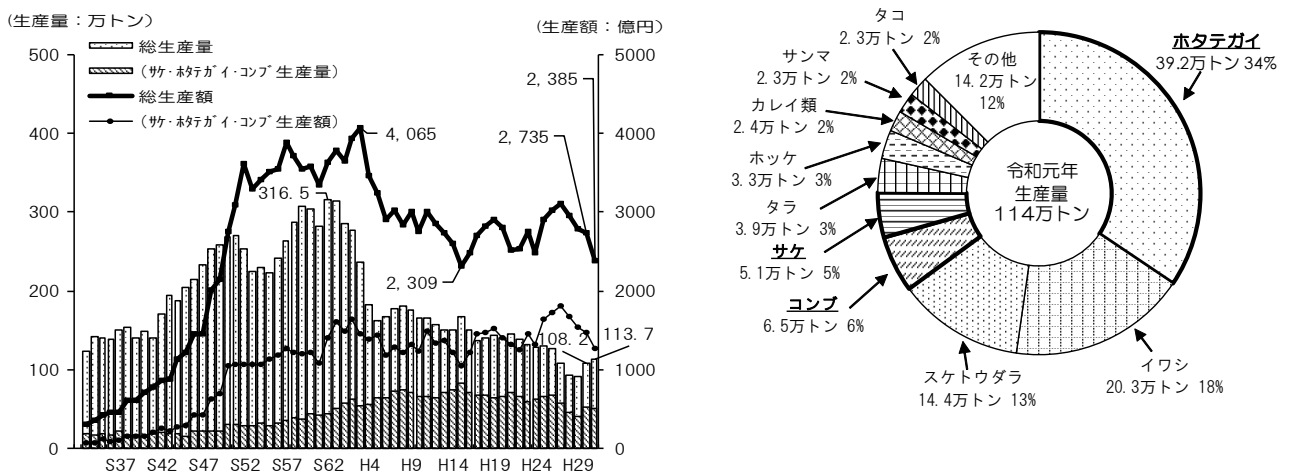 (生産量：万トン)
(生産額：億円)
500
400
300
200
100
0
総生産量
(ｻｹ・ﾎﾀﾃｶﾞｲ・ｺﾝﾌﾞ生産量)
総生産額
(ｻｹ・ﾎﾀﾃｶﾞｲ・ｺﾝﾌﾞ生産額)
316.5
4,065
2,309
2,385
2,735
108.2
113.7
5000
4000
3000
2000
1000
0
S37 S42 S47 S52 S57 S62 H4 H9 H14 H19 H24 H29
令和元年
生産量
114万トン
ホタテガイ
39.2万トン 34%
イワシ
20.3万トン 18%
スケトウダラ
14.4万トン 13%
コンブ
6.5万トン 6%
サケ
5.1万トン 5%
タラ
3.9万トン 3%
ホッケ
3.3万トン 3%
カレイ類
2.4万トン 2%
サンマ
2.3万トン 2%
タコ
2.3万トン 2%
その他
14.2万トン
12%